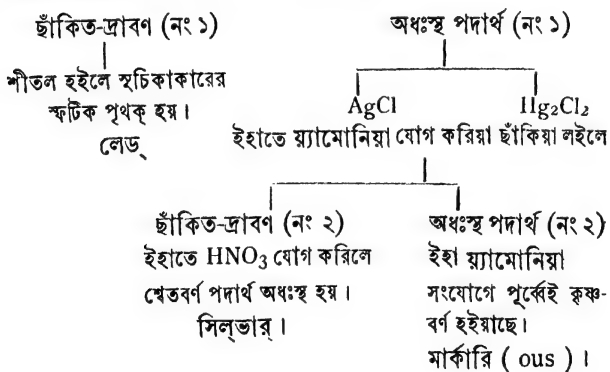 ছাঁকিত-দ্রাবণ (নং ১)
শীতল হইলে সূচিকাকারের
স্ফটিক পৃথক্ হয়।
লেড্
অধঃস্থ পদার্থ (নং ১)
AgCl Hg₂Cl₂
ইহাতে য়্যামোনিয়া যোগ করিয়া ছাঁকিয়া লইলে
ছাঁকিত-দ্রাবণ (নং ২)
ইহাতে HNO₃ যোগ করিলে
শ্বেতবর্ণ পদার্থ অধঃস্থ হয়।
সিল্‌ভার্।
অধঃস্থ পদার্থ (নং ২)
ইহা য়্যামোনিয়া
সংযোগে পূর্ব্বেই কৃষ্ণ-
বর্ণ হইয়াছে।
মার্কারি ( ous ) ।